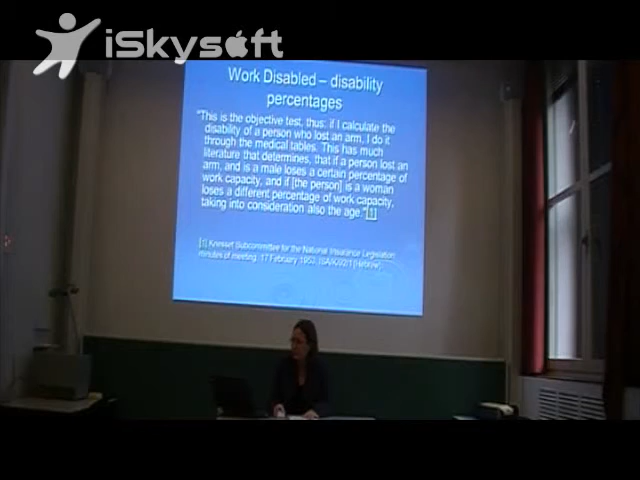 iSkysoft
Work Disabled – disability
percentages
"This is the objective test, thus: if I calculate the
disability of a person who lost an arm, I do it
through the medical tables. This has much
literature that determines, that if a person lost an
arm, and is a male loses a certain percentage of
work capacity, and if [the person] is a woman
loses a different percentage of work capacity,
taking into consideration also the age."[1]
[1] Knesset Subcommittee for the National Insurance Legislation
minutes of meeting, 17 February 1953, [Hebrew].